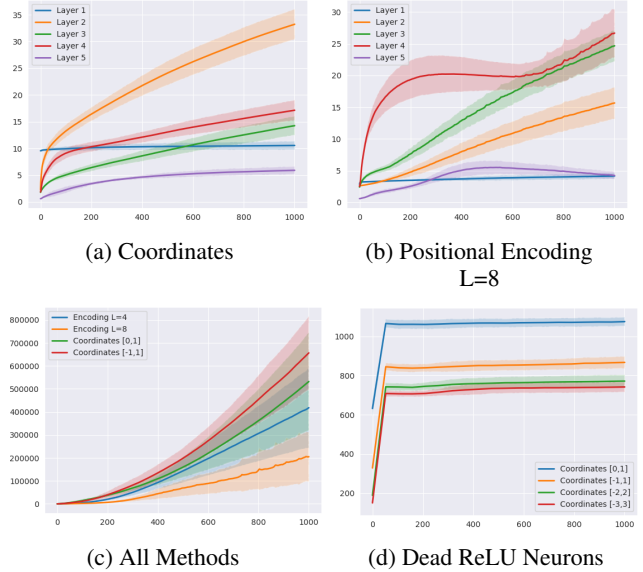 Layer 1
Layer 2
Layer 3
Layer 4
Layer 5
35
30
25
20
15
10
5
0
0 200 400 600 800 1000
(a) Coordinates
Layer 1
Layer 2
Layer 3
Layer 4
Layer 5
30
25
20
15
10
5
0
0 200 400 600 800 1000
(b) Positional Encoding
L=8
Encoding L=4
Encoding L=8
Coordinates [0,1]
Coordinates [-1,1]
800000
700000
600000
500000
400000
300000
200000
100000
0
0 200 400 600 800 1000
(c) All Methods
1000
800
600
400
200
Coordinates [0,1]
Coordinates [-1,1]
Coordinates [-2,2]
Coordinates [-3,3]
0 200 400 600 800 1000
(d) Dead ReLU Neurons